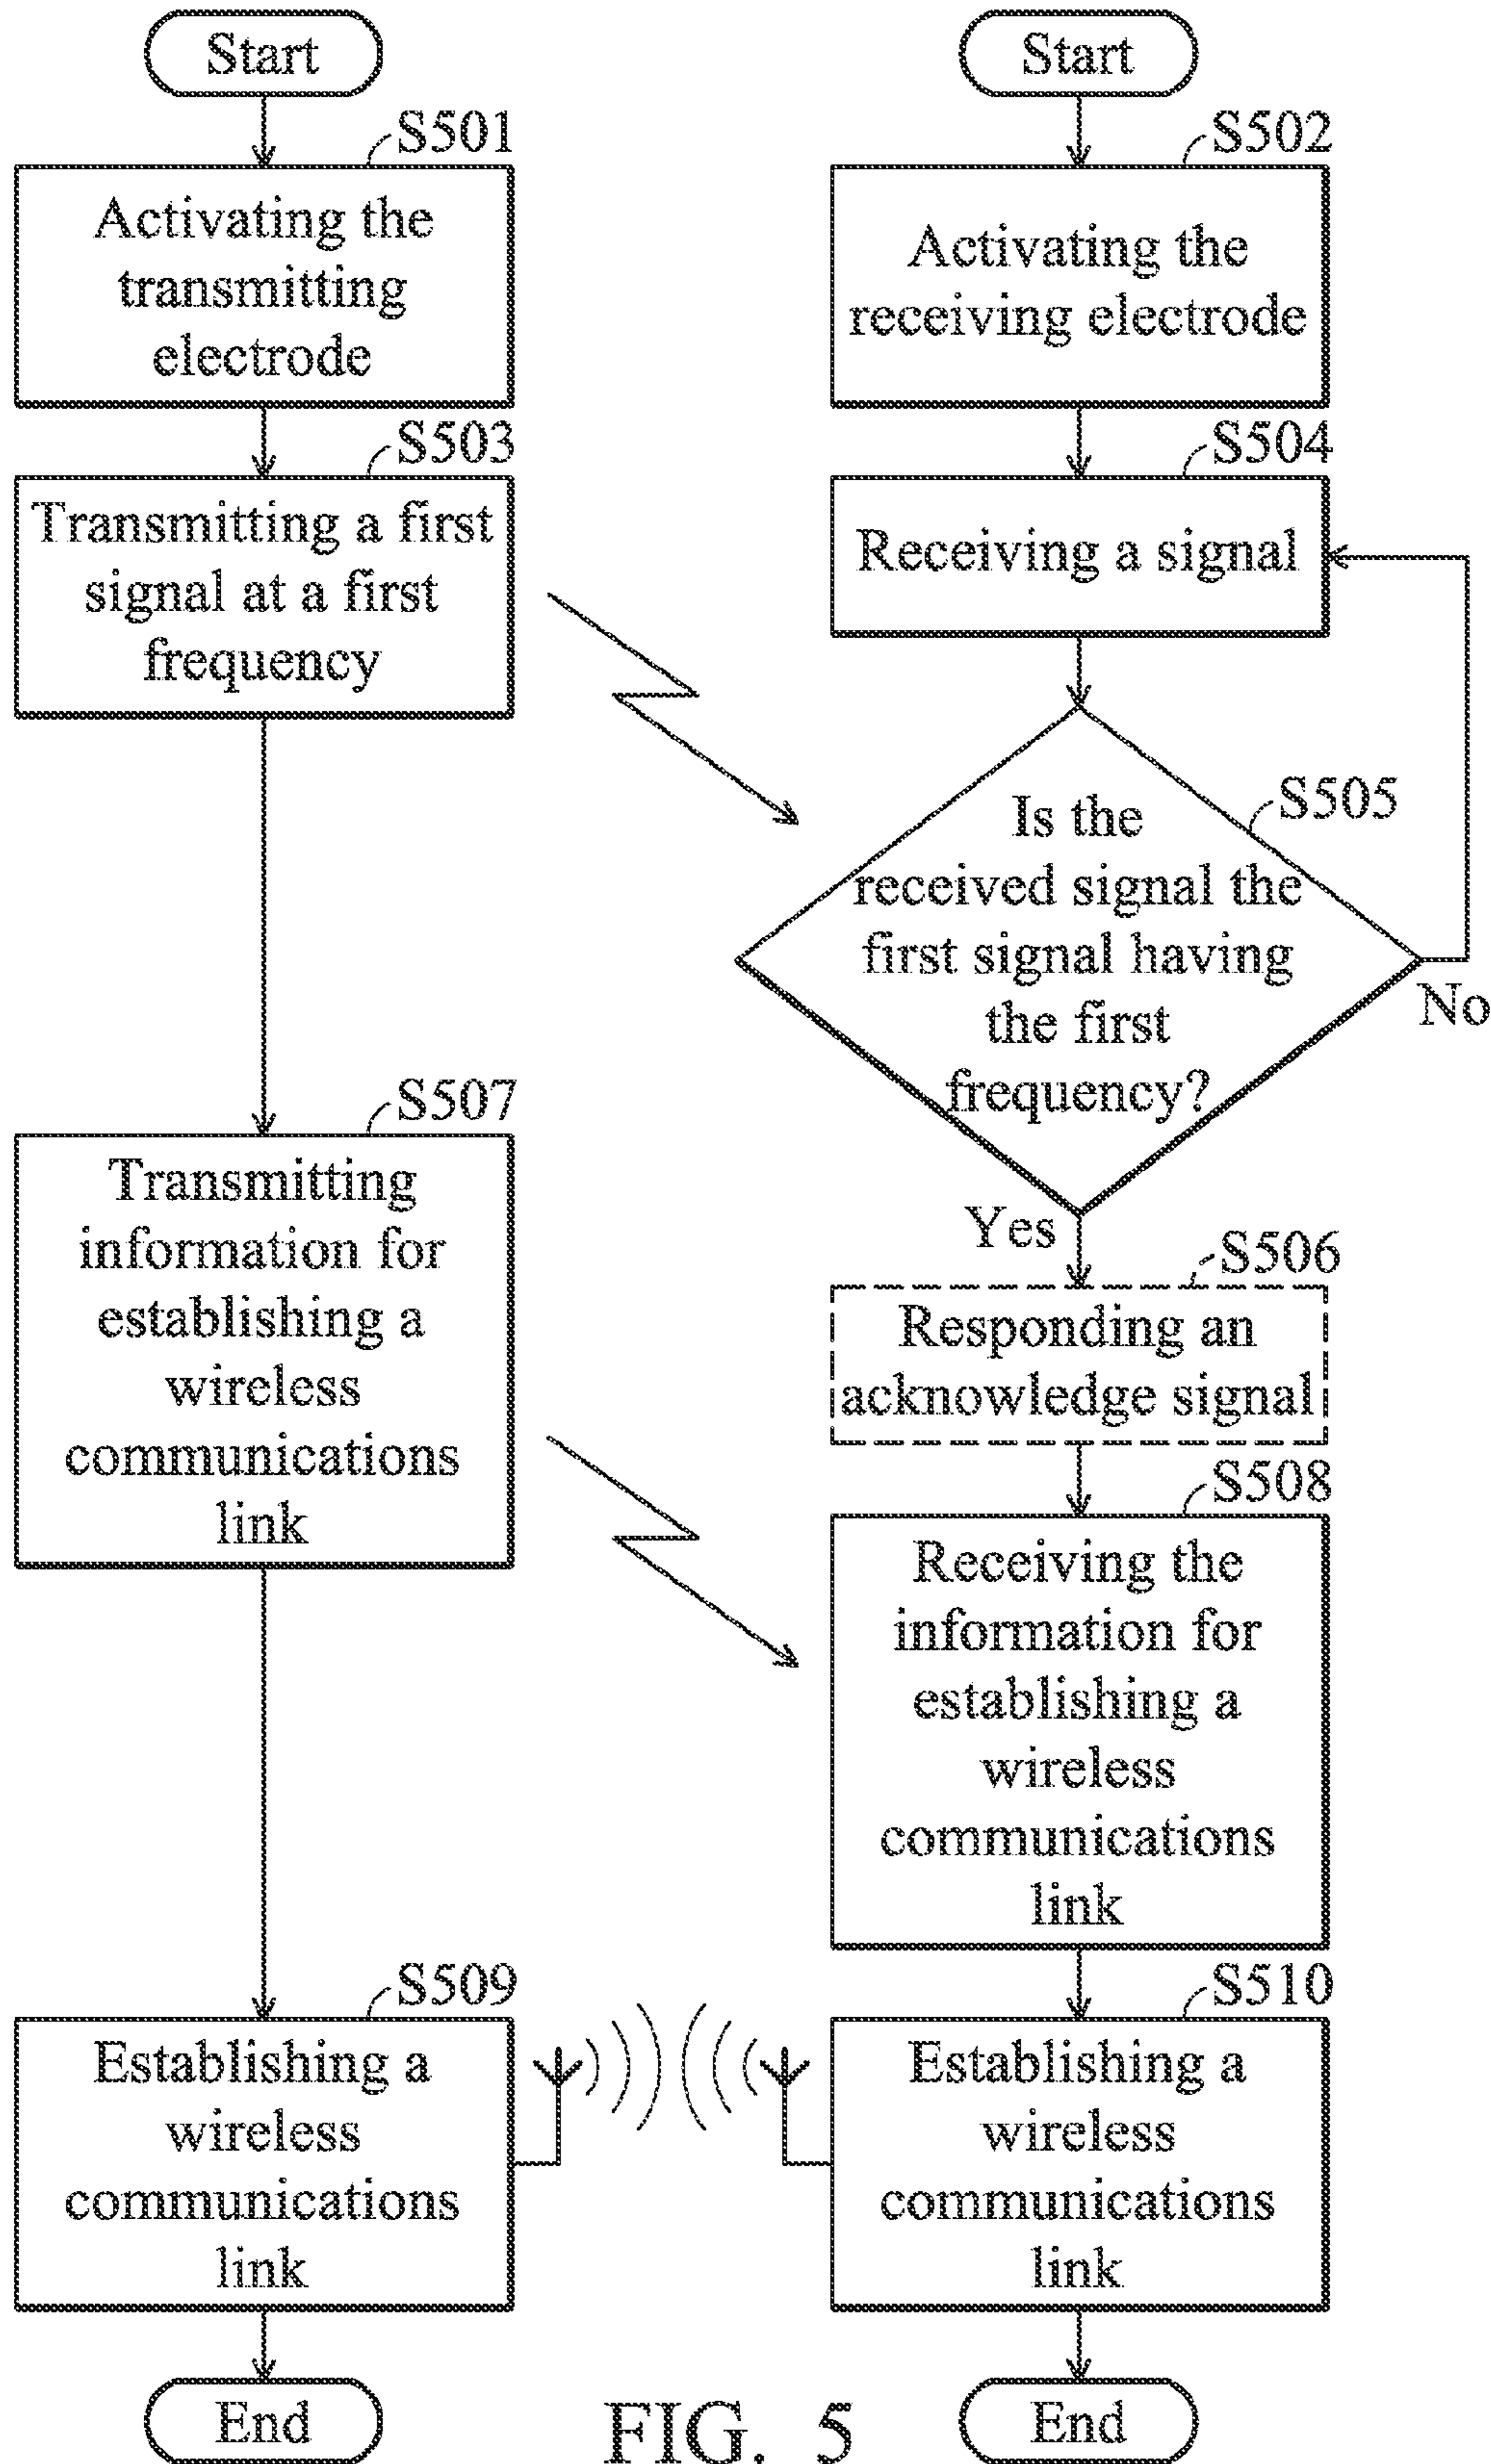 Start
S501
Activating the
transmitting
electrode
S503
Transmitting a first
signal at a first
frequency
S507
Transmitting
information for
establishing a
wireless
communications
link
S509
Establishing a
wireless
communications
link
End
Start
S502
Activating the
receiving electrode
S504
Receiving a signal
S505
Is the
received signal the
first signal having
the first
frequency?
No
Yes
S506
Responding an
acknowledge signal
S508
Receiving the
information for
establishing a
wireless
communications
link
S510
Establishing a
wireless
communications
link
End
FIG. 5